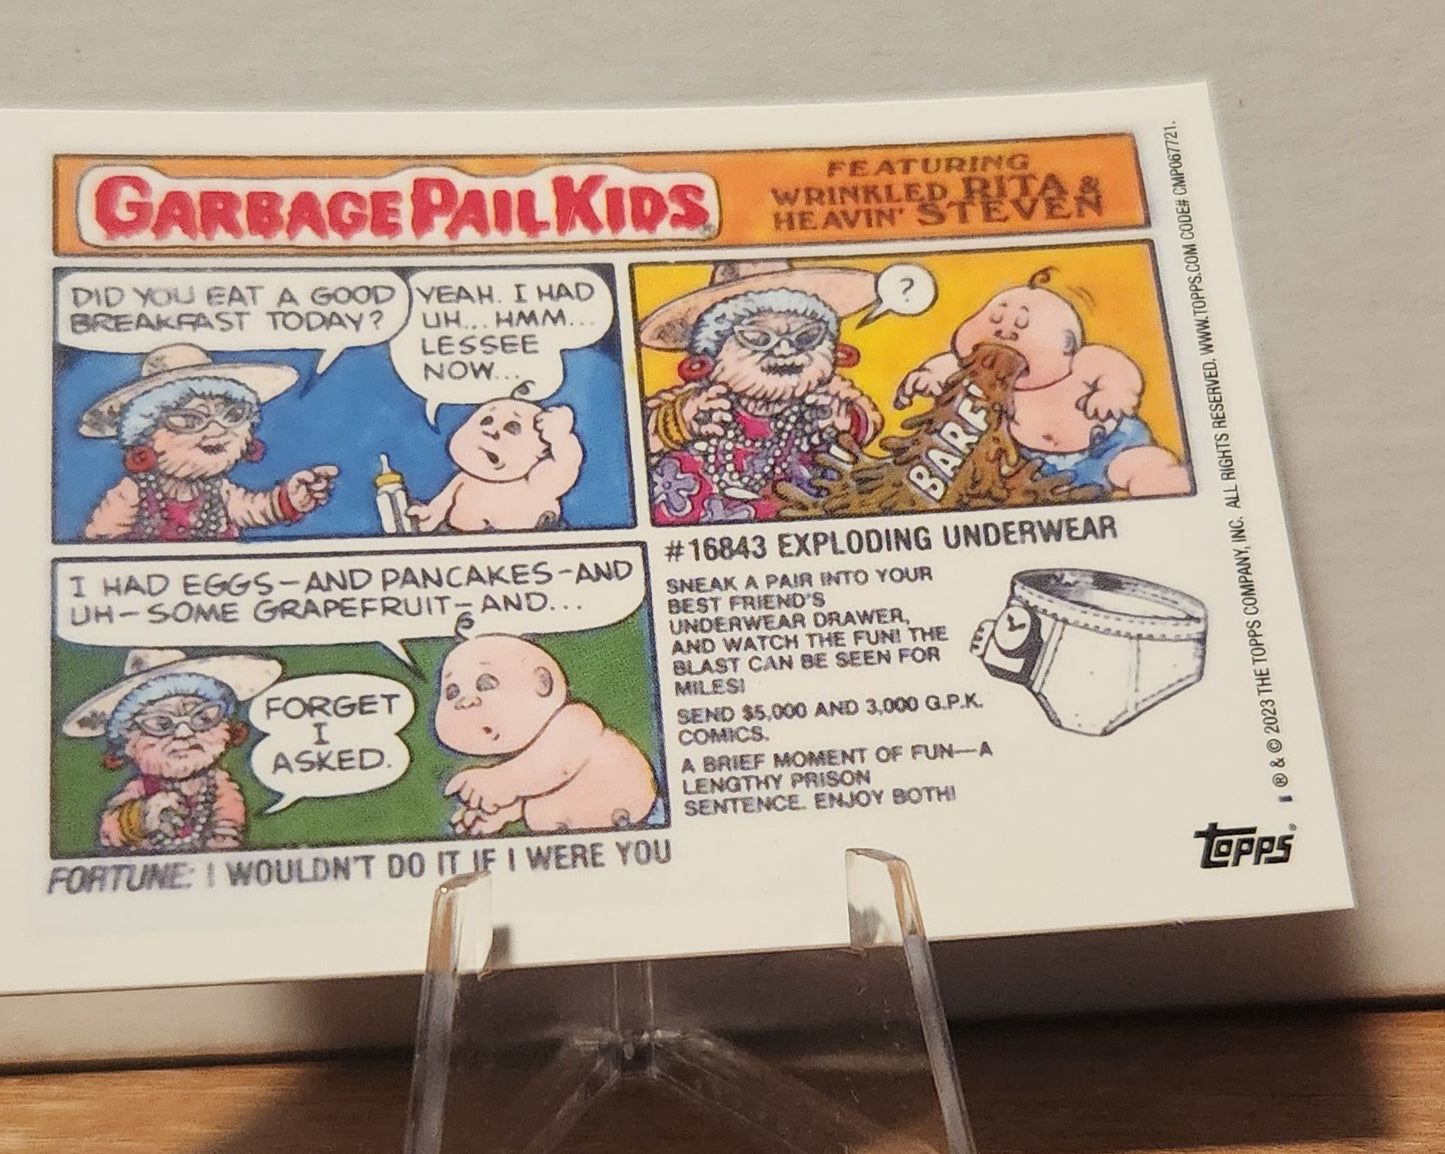 GARBAGE PAIL KIDS
FEATURING
WRINKLED RITA &
HEAVIN' STEVEN
DID YOU EAT A GOOD
BREAKFAST TODAY?
YEAH. I HAD
UH... HMM...
LESSEE
NOW...
?
BARF!
I HAD EGGS—AND PANCAKES—AND
UH—SOME GRAPEFRUIT—AND...
FORGET
I
ASKED.
FORTUNE: I WOULDN'T DO IT IF I WERE YOU
#16843 EXPLODING UNDERWEAR
SNEAK A PAIR INTO YOUR
BEST FRIEND'S
UNDERWEAR DRAWER,
AND WATCH THE FUN! THE
BLAST CAN BE SEEN FOR
MILES!
SEND $5,000 AND 3,000 G.P.K.
COMICS.
A BRIEF MOMENT OF FUN—A
LENGTHY PRISON
SENTENCE. ENJOY BOTH!
® & © 2023 THE TOPPS COMPANY, INC. ALL RIGHTS RESERVED. WWW.TOPPS.COM CODE# CMP067721.
TOPPS®